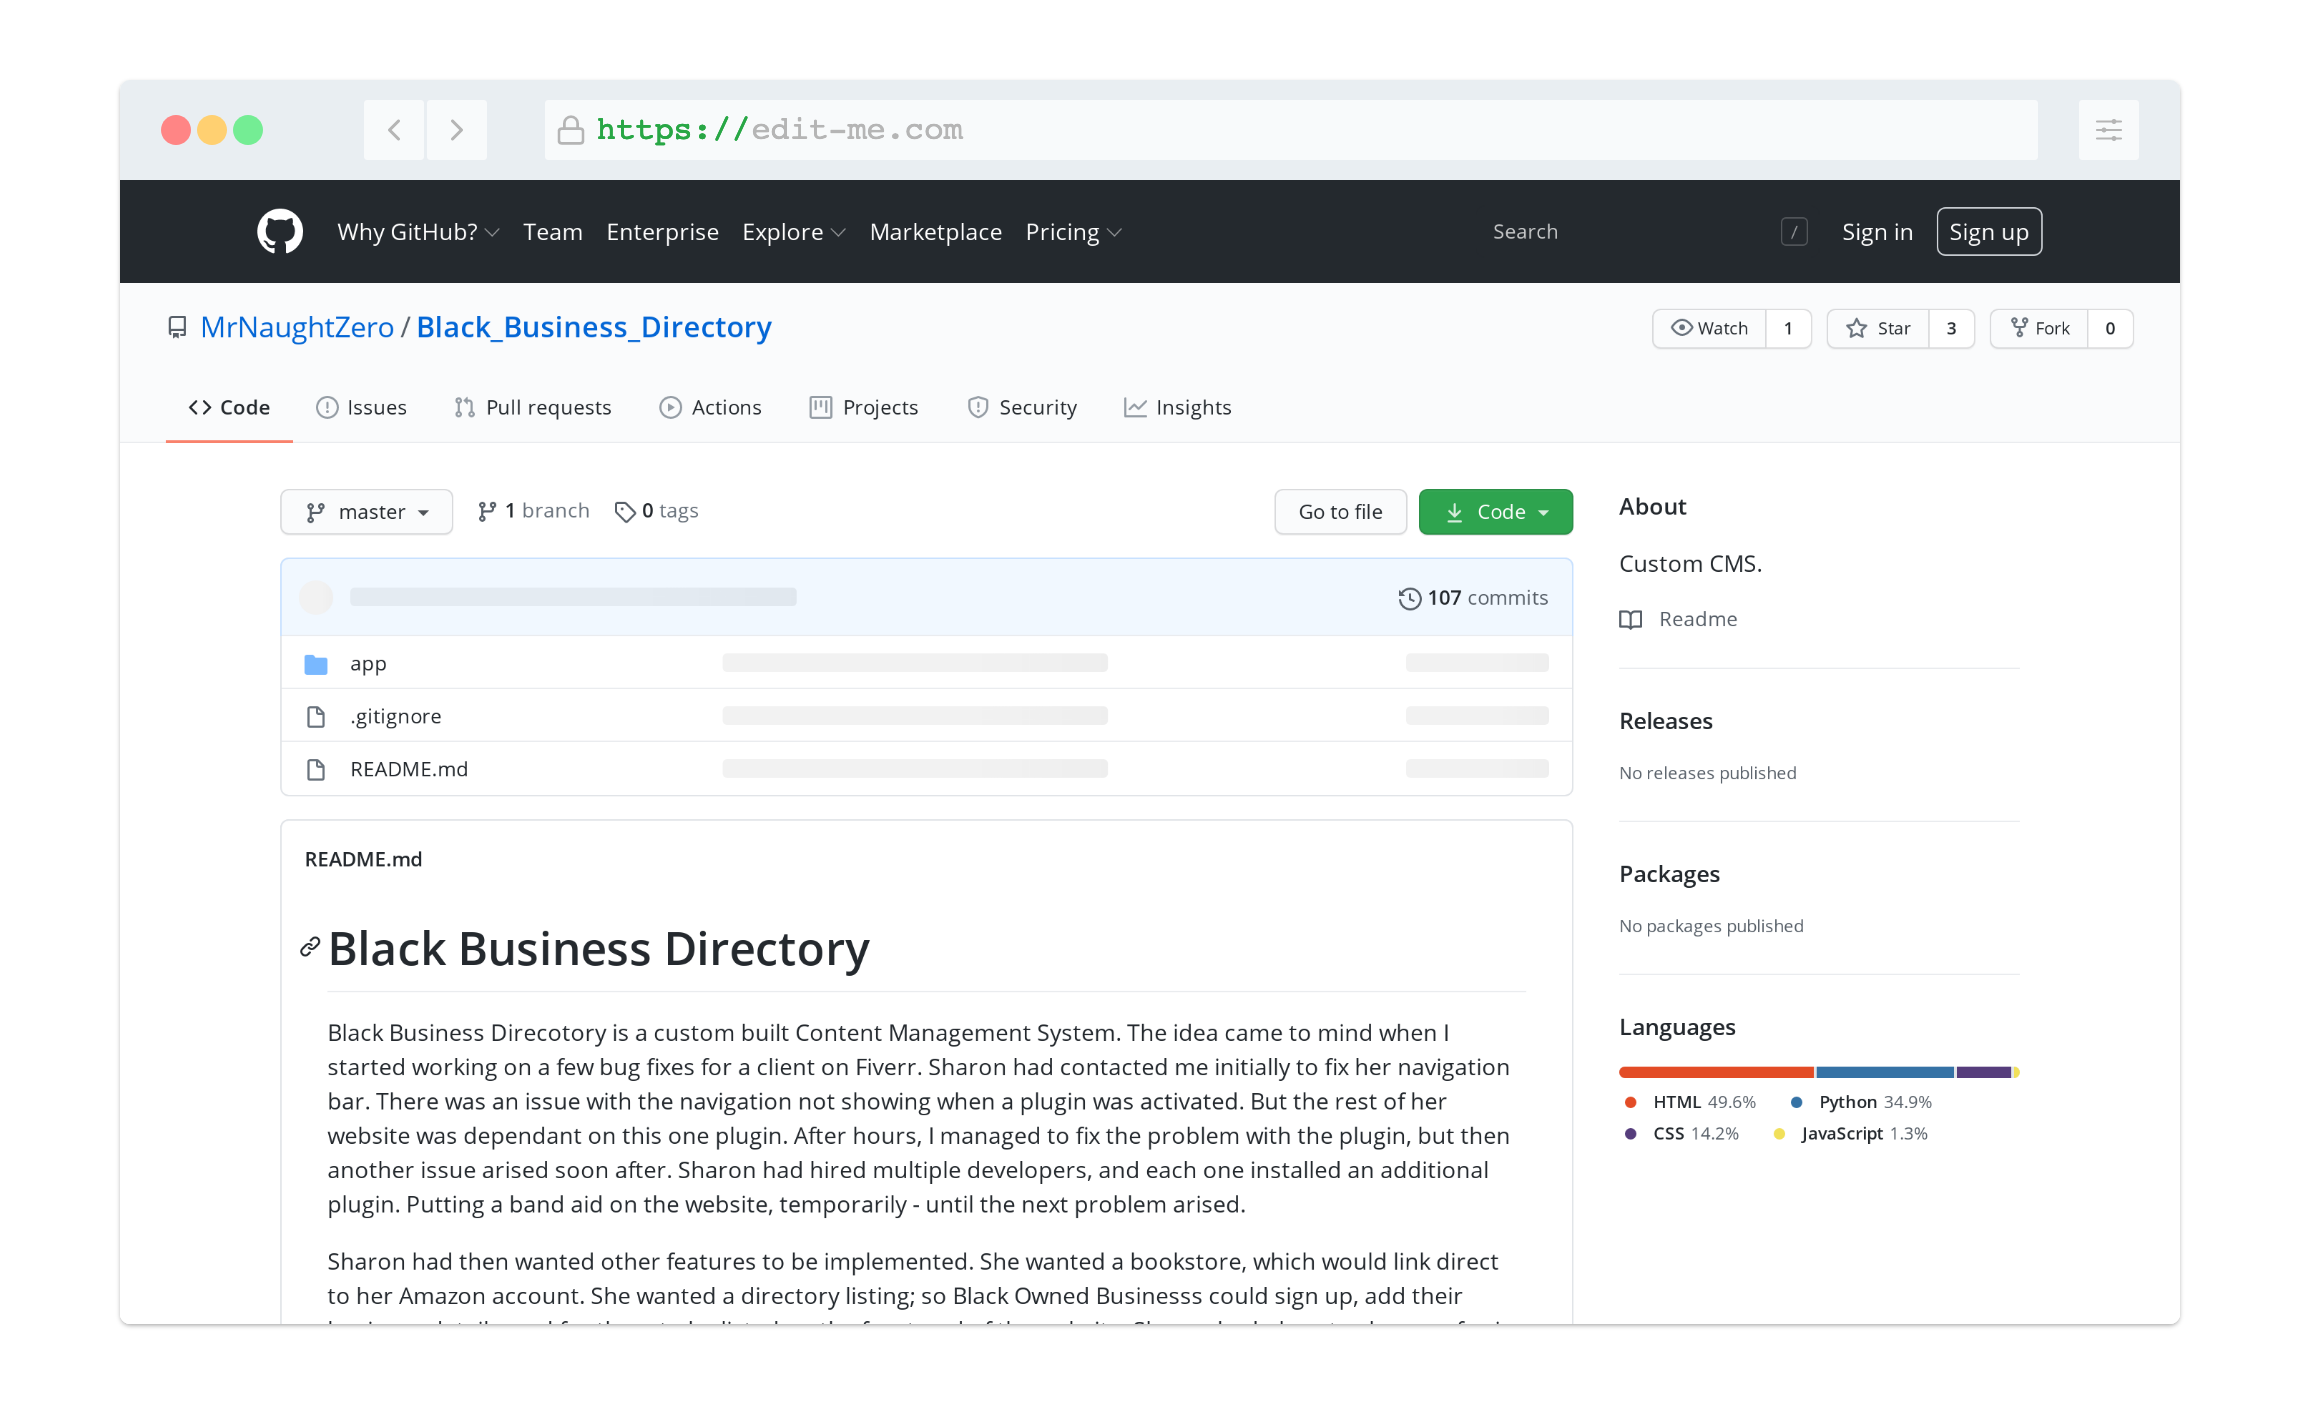 https://edit-me.com
Why GitHub? Team Enterprise Explore Marketplace Pricing Search / Sign in Sign up
MrNaughtZero / Black_Business_Directory Watch 1 Star 3 Fork 0
Code Issues Pull requests Actions Projects Security Insights
master 1 branch 0 tags Go to file Code
107 commits
app
.gitignore
README.md
README.md
Black Business Directory
Black Business Direcotory is a custom built Content Management System. The idea came to mind when I
started working on a few bug fixes for a client on Fiverr. Sharon had contacted me initially to fix her navigation
bar. There was an issue with the navigation not showing when a plugin was activated. But the rest of her
website was dependant on this one plugin. After hours, I managed to fix the problem with the plugin, but then
another issue arised soon after. Sharon had hired multiple developers, and each one installed an additional
plugin. Putting a band aid on the website, temporarily - until the next problem arised.
Sharon had then wanted other features to be implemented. She wanted a bookstore, which would link direct
to her Amazon account. She wanted a directory listing; so Black Owned Businesss could sign up, add their
About
Custom CMS.
Readme
Releases
No releases published
Packages
No packages published
Languages
HTML 49.6% Python 34.9%
CSS 14.2% JavaScript 1.3%